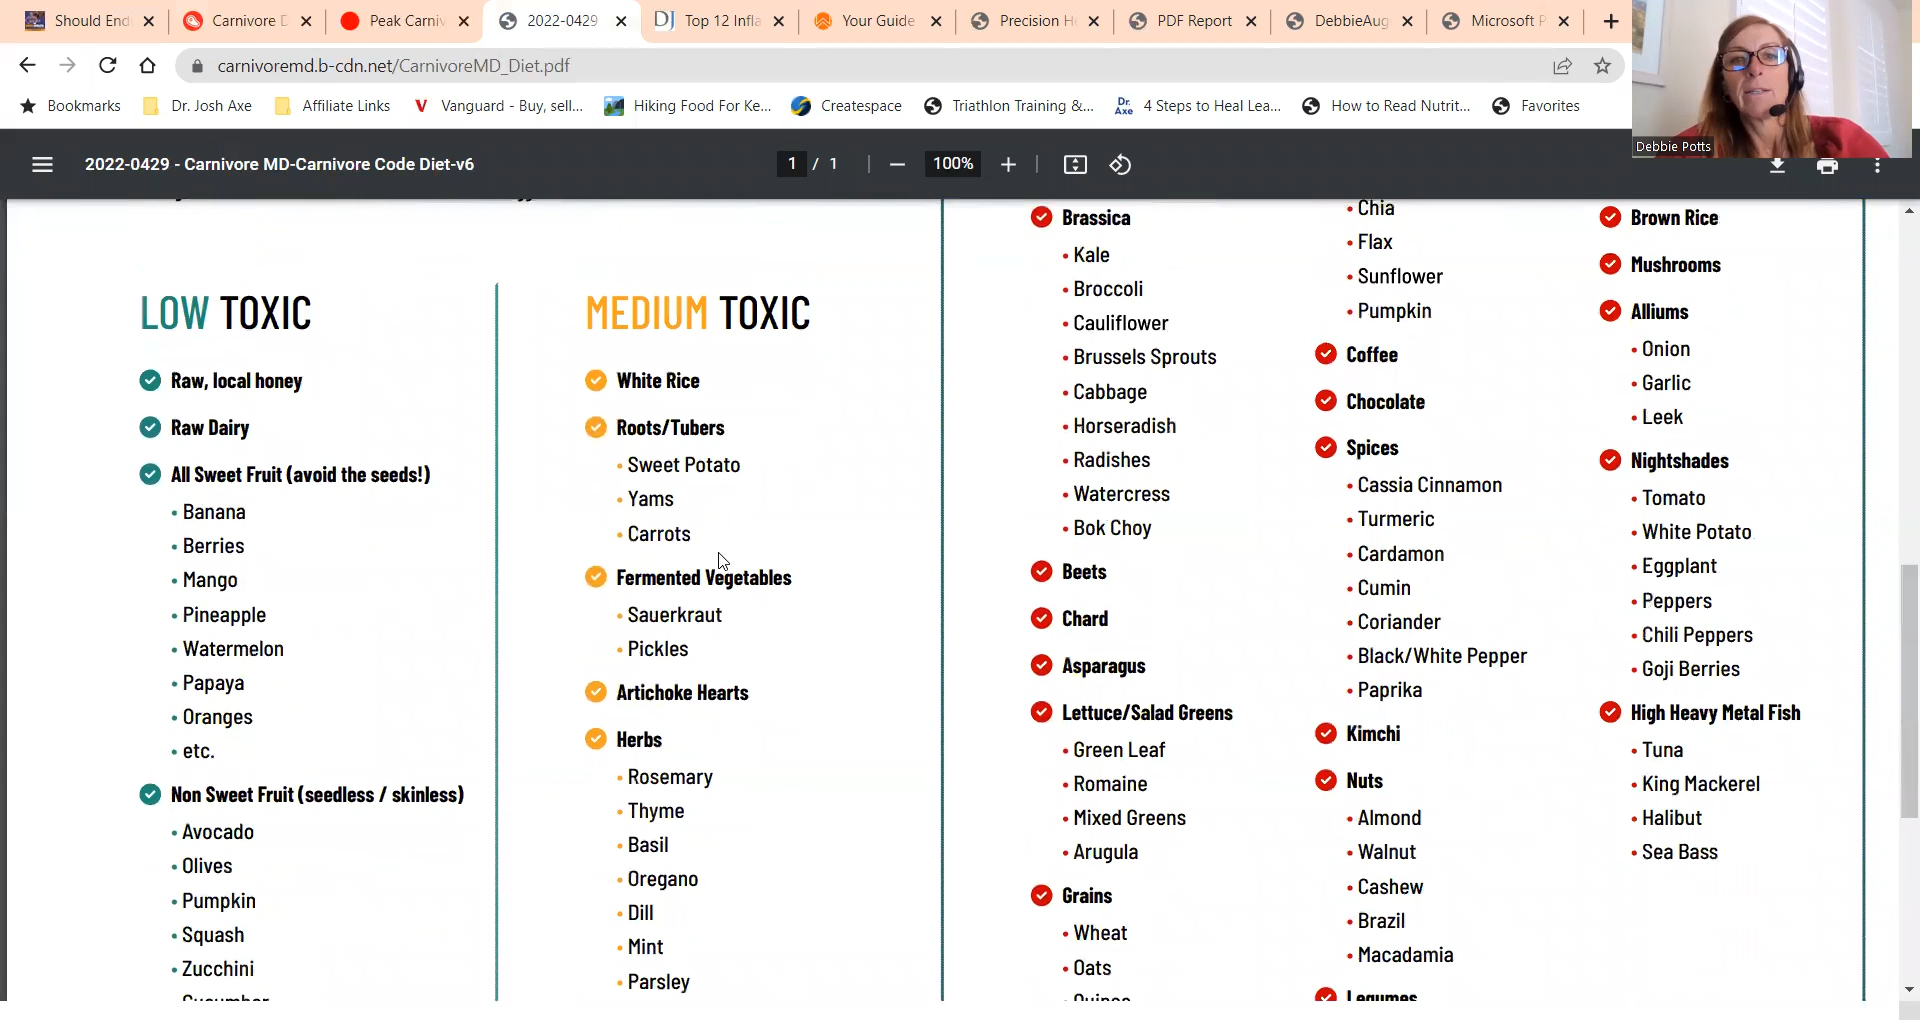 Should End
Carnivore D
Peak Carniv
2022-0429
DJ Top 12 Infla
Your Guide
Precision H
PDF Report
DebbieAug
Microsoft P
carnivoremd.b-cdn.net/CarnivoreMD_Diet.pdf
Bookmarks
Dr. Josh Axe
Affiliate Links
Vanguard - Buy, sell...
Hiking Food For Ke...
Createspace
Triathlon Training &...
Dr. Axe
4 Steps to Heal Lea...
How to Read Nutrit...
Favorites
Debbie Potts
2022-0429 - Carnivore MD-Carnivore Code Diet-v6
1 / 1
100%
LOW TOXIC
Raw, local honey
Raw Dairy
All Sweet Fruit (avoid the seeds!)
• Banana
• Berries
• Mango
• Pineapple
• Watermelon
• Papaya
• Oranges
• etc.
Non Sweet Fruit (seedless / skinless)
• Avocado
• Olives
• Pumpkin
• Squash
• Zucchini
• Cucumber
MEDIUM TOXIC
White Rice
Roots/Tubers
• Sweet Potato
• Yams
• Carrots
Fermented Vegetables
• Sauerkraut
• Pickles
Artichoke Hearts
Herbs
• Rosemary
• Thyme
• Basil
• Oregano
• Dill
• Mint
• Parsley
Brassica
• Kale
• Broccoli
• Cauliflower
• Brussels Sprouts
• Cabbage
• Horseradish
• Radishes
• Watercress
• Bok Choy
Beets
Chard
Asparagus
Lettuce/Salad Greens
• Green Leaf
• Romaine
• Mixed Greens
• Arugula
Grains
• Wheat
• Oats
• Quinoa
• Chia
• Flax
• Sunflower
• Pumpkin
Coffee
Chocolate
Spices
• Cassia Cinnamon
• Turmeric
• Cardamon
• Cumin
• Coriander
• Black/White Pepper
• Paprika
Kimchi
Nuts
• Almond
• Walnut
• Cashew
• Brazil
• Macadamia
Legumes
Brown Rice
Mushrooms
Alliums
• Onion
• Garlic
• Leek
Nightshades
• Tomato
• White Potato
• Eggplant
• Peppers
• Chili Peppers
• Goji Berries
High Heavy Metal Fish
• Tuna
• King Mackerel
• Halibut
• Sea Bass